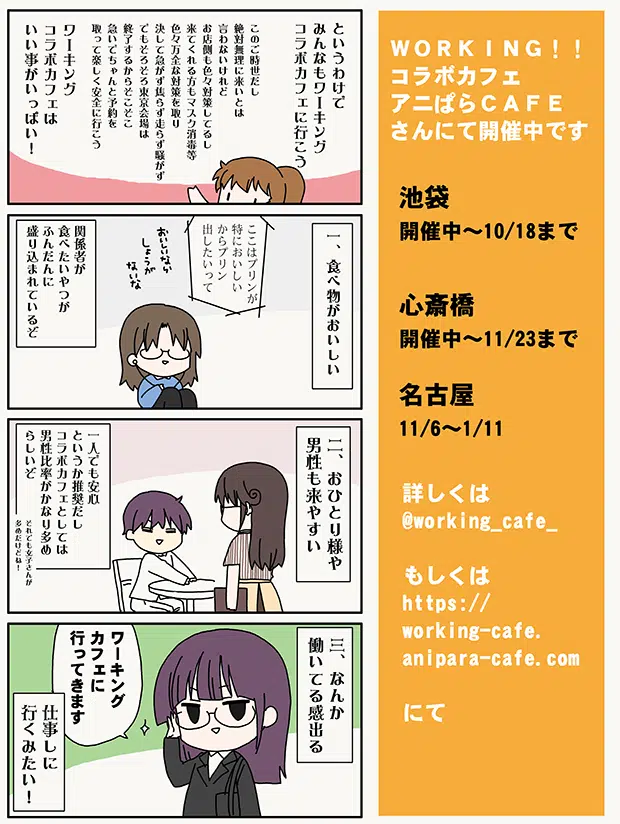 というわけで
みんなもワーキング
コラボカフェに行こう
このご時世だし
絶対無理に来いとは
言わないけれど
お店側も色々対策してるし
来てくれる方もマスク消毒等
色々万全な対策を取り
決して急がず焦らず走らず騒がず
でもそろそろ東京会場は
終了するからそこそこ
急いでちゃんと予約を
取って楽しく安全に行こう
ワーキング
コラボカフェは
いい事がいっぱい！
一、食べ物がおいしい
ここはプリンが
特においしい
からプリン
出したいって
おいしいなら
しょうが
ないな
関係者が
食べたいやつが
ふんだんに
盛り込まれているぞ
二、おひとり様や
男性も来やすい
一人でも安心
というか推奨だし
コラボカフェとしては
男性比率がかなり多め
らしいぞ
それでも女子さんが
多めだけどね！
三、なんか
働いてる感出る
ワーキング
カフェに
行ってきます
仕事しに
行くみたい！
ＷＯＲＫＩＮＧ！！
コラボカフェ
アニぱらＣＡＦＥ
さんにて開催中です
池袋
開催中～10/18まで
心斎橋
開催中～11/23まで
名古屋
11/6～1/11
詳しくは
@working_cafe_
もしくは
https://
working-cafe.
anipara-cafe.com
にて